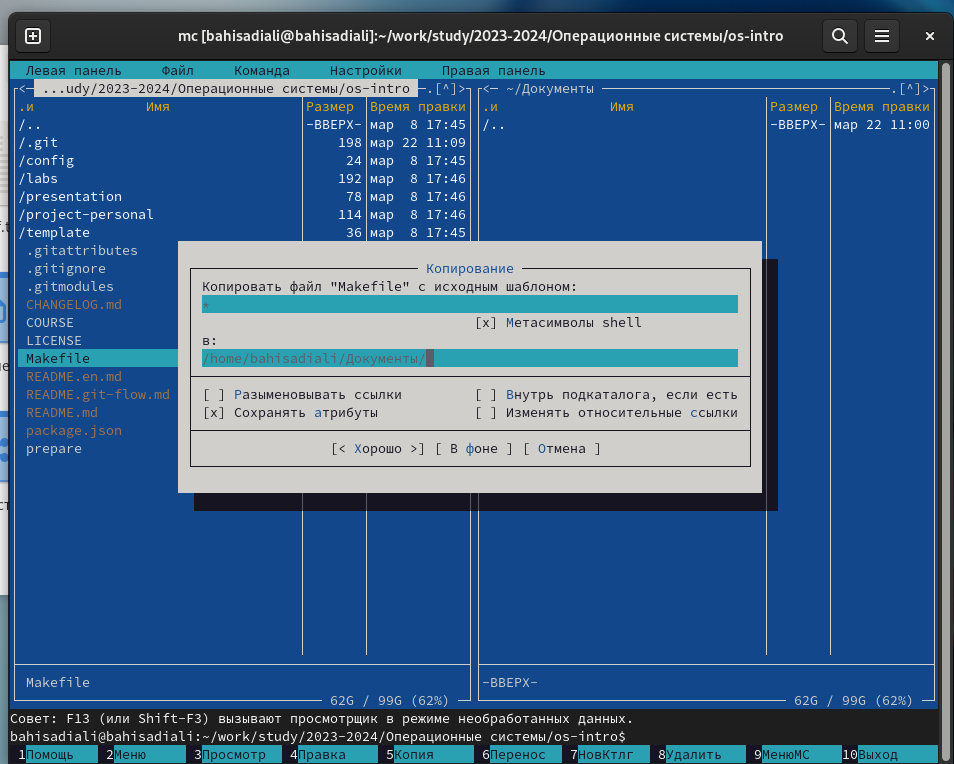 mc [bahisadiali@bahisadiali]:~/work/study/2023-2024/Операционные системы/os-intro
Левая панель Файл Команда Настройки Правая панель
<─ ...udy/2023-2024/Операционные системы/os-intro ─.[^]>
<─ ~/Документы ─.[^]>
.и Имя Размер Время правки .и Имя Размер Время правки
/.. -ВВЕРХ- мар 8 17:45 /.. -ВВЕРХ- мар 22 11:00
/.git 198 мар 22 11:09
/config 24 мар 8 17:45
/labs 192 мар 8 17:46
/presentation 78 мар 8 17:46
/project-personal 114 мар 8 17:46
/template 36 мар 8 17:45
.gitattributes
.gitignore
.gitmodules
CHANGELOG.md
COURSE
LICENSE
Makefile
README.en.md
README.git-flow.md
README.md
package.json
prepare
Копирование
Копировать файл "Makefile" с исходным шаблоном:
*
[x] Метасимволы shell
в:
/home/bahisadiali/Документы/
[ ] Разыменовывать ссылки [ ] Внутрь подкаталога, если есть
[x] Сохранять атрибуты [ ] Изменять относительные ссылки
[< Хорошо >] [ В фоне ] [ Отмена ]
Makefile -ВВЕРХ-
62G / 99G (62%) 62G / 99G (62%)
Совет: F13 (или Shift-F3) вызывают просмотрщик в режиме необработанных данных.
bahisadiali@bahisadiali:~/work/study/2023-2024/Операционные системы/os-intro$
1Помощь 2Меню 3Просмотр 4Правка 5Копия 6Перенос 7НовКтлг 8Удалить 9МенюMC 10Выход